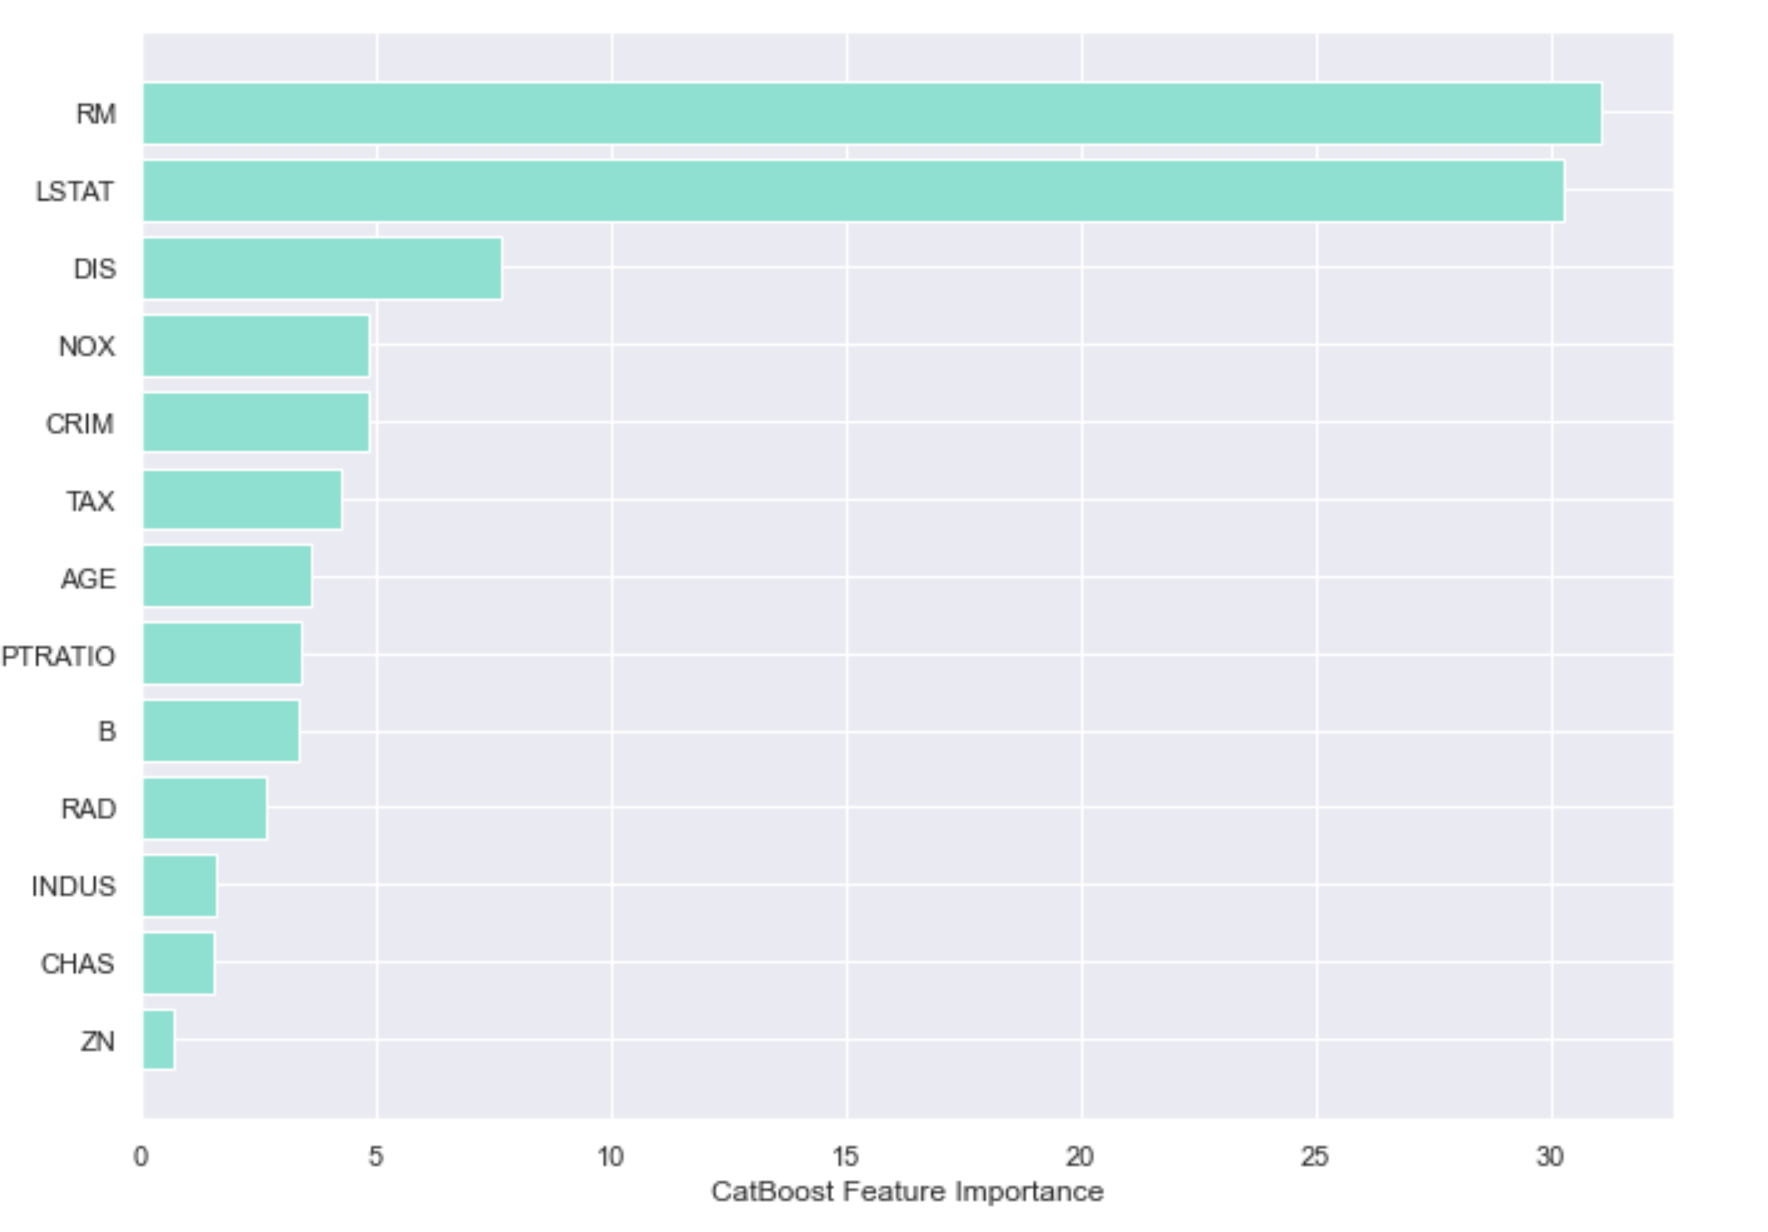 RM
LSTAT
DIS
NOX
CRIM
TAX
AGE
PTRATIO
B
RAD
INDUS
CHAS
ZN
0 5 10 15 20 25 30
CatBoost Feature Importance